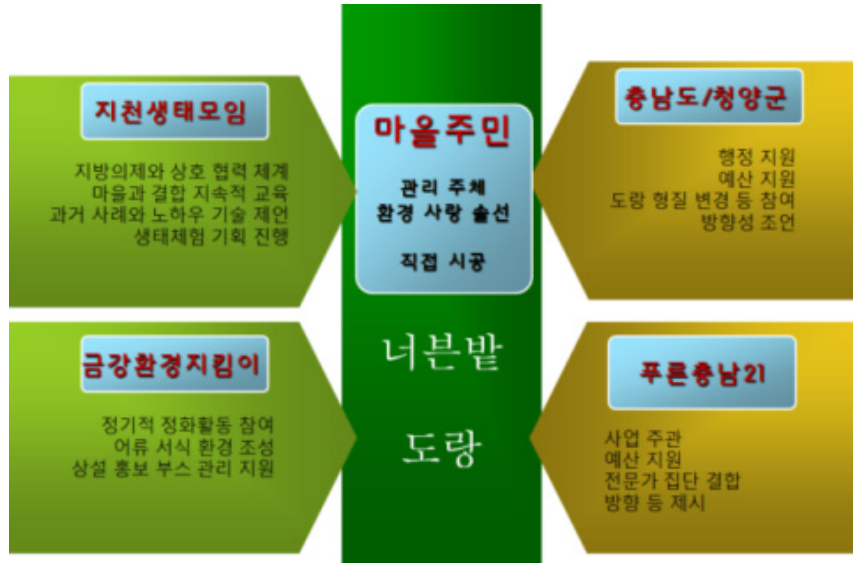 지천생태모임
지방의제와 상호 협력 체계
마을과 결합 지속적 교육
과거 사례와 노하우 기술 제언
생태체험 기획 진행
마을주민
관리 주체
환경 사랑 솔선
직접 시공
충남도/청양군
행정 지원
예산 지원
도랑 형질 변경 등 참여
방향성 조언
금강환경지킴이
정기적 정화활동 참여
어류 서식 환경 조성
상설 홍보 부스 관리 지원
너븐밭
도랑
푸른충남21
사업 주관
예산 지원
전문가 집단 결합
방향 등 제시